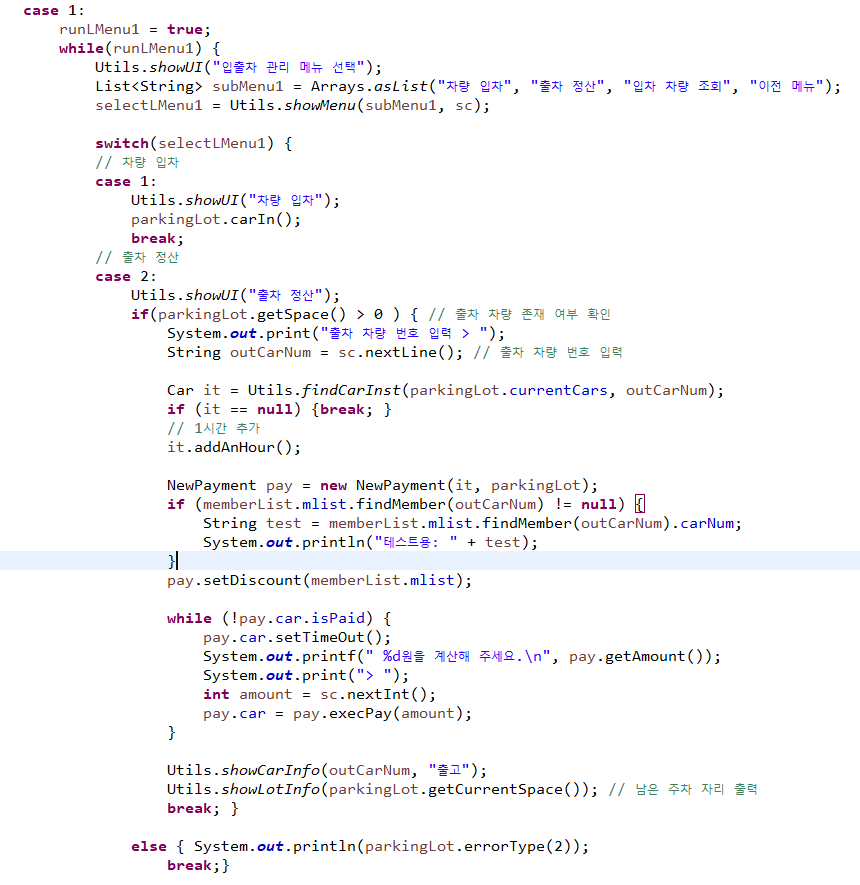 case 1:
    runLMenu1 = true;
    while(runLMenu1) {
        Utils.showUI("입출차 관리 메뉴 선택");
        List<String> subMenu1 = Arrays.asList("차량 입차", "출차 정산", "입차 차량 조회", "이전 메뉴");
        selectLMenu1 = Utils.showMenu(subMenu1, sc);

        switch(selectLMenu1) {
        // 차량 입차
        case 1:
            Utils.showUI("차량 입차");
            parkingLot.carIn();
            break;
        // 출차 정산
        case 2:
            Utils.showUI("출차 정산");
            if(parkingLot.getSpace() > 0 ) { // 출차 차량 존재 여부 확인
                System.out.print("출차 차량 번호 입력 > ");
                String outCarNum = sc.nextLine(); // 출차 차량 번호 입력

                Car it = Utils.findCarInst(parkingLot.currentCars, outCarNum);
                if (it == null) {break; }
                // 1시간 추가
                it.addAnHour();

                NewPayment pay = new NewPayment(it, parkingLot);
                if (memberList.mlist.findMember(outCarNum) != null) {
                    String test = memberList.mlist.findMember(outCarNum).carNum;
                    System.out.println("테스트용: " + test);
                }
                pay.setDiscount(memberList.mlist);

                while (!pay.car.isPaid) {
                    pay.car.setTimeOut();
                    System.out.printf(" %d원을 계산해 주세요.\n", pay.getAmount());
                    System.out.print("> ");
                    int amount = sc.nextInt();
                    pay.car = pay.execPay(amount);
                }

                Utils.showCarInfo(outCarNum, "출고");
                Utils.showLotInfo(parkingLot.getCurrentSpace()); // 남은 주차 자리 출력
                break; }

            else { System.out.println(parkingLot.errorType(2));
                break;}